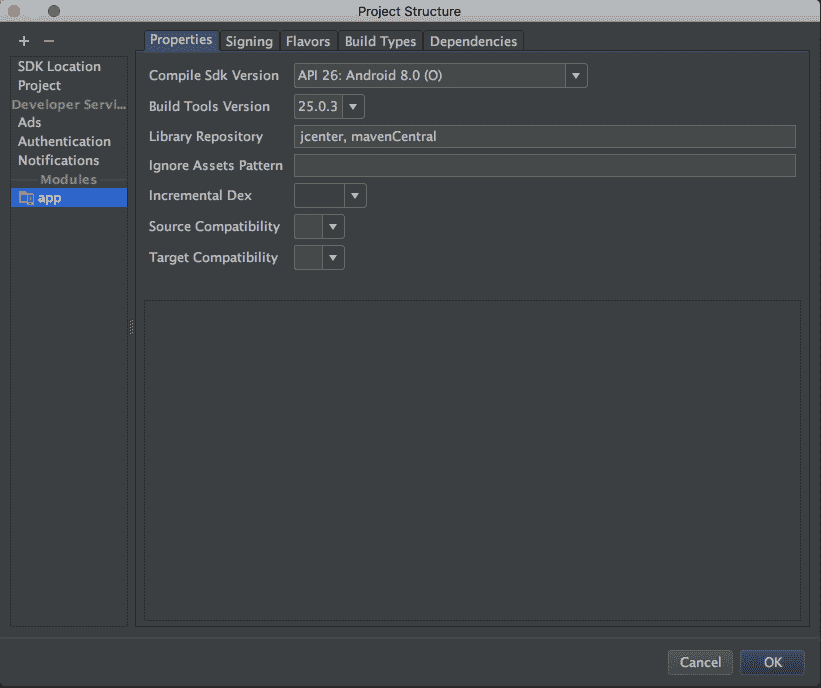 Project Structure
Properties Signing Flavors Build Types Dependencies
SDK Location
Project
Developer Servi...
Ads
Authentication
Notifications
Modules
app
Compile Sdk Version API 26: Android 8.0 (O)
Build Tools Version 25.0.3
Library Repository jcenter, mavenCentral
Ignore Assets Pattern
Incremental Dex
Source Compatibility
Target Compatibility
Cancel OK